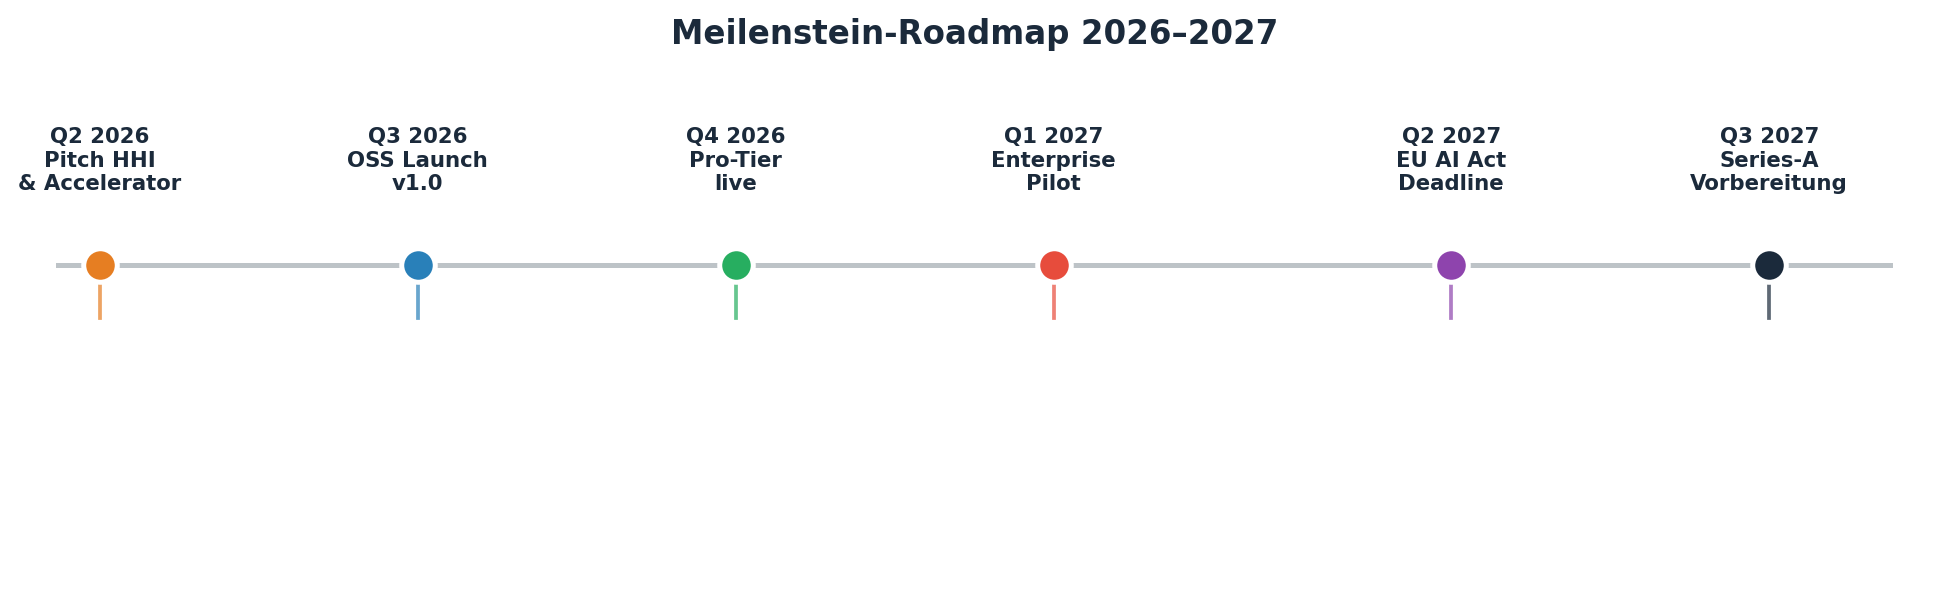 Meilenstein-Roadmap 2026–2027
Q2 2026
Pitch HHI
& Accelerator
Q3 2026
OSS Launch
v1.0
Q4 2026
Pro-Tier
live
Q1 2027
Enterprise
Pilot
Q2 2027
EU AI Act
Deadline
Q3 2027
Series-A
Vorbereitung